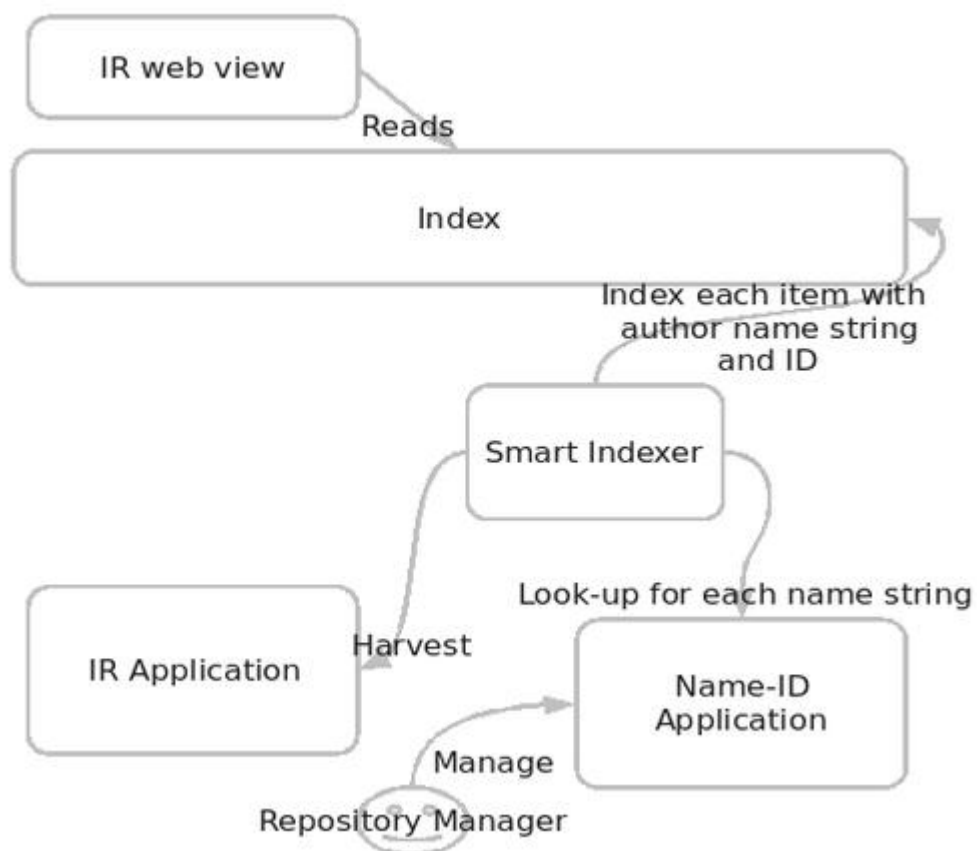 IR web view
Reads
Index
Index each item with
author name string
and ID
Smart Indexer
Look-up for each name string
Harvest
IR Application
Name-ID
Application
Manage
Repository Manager